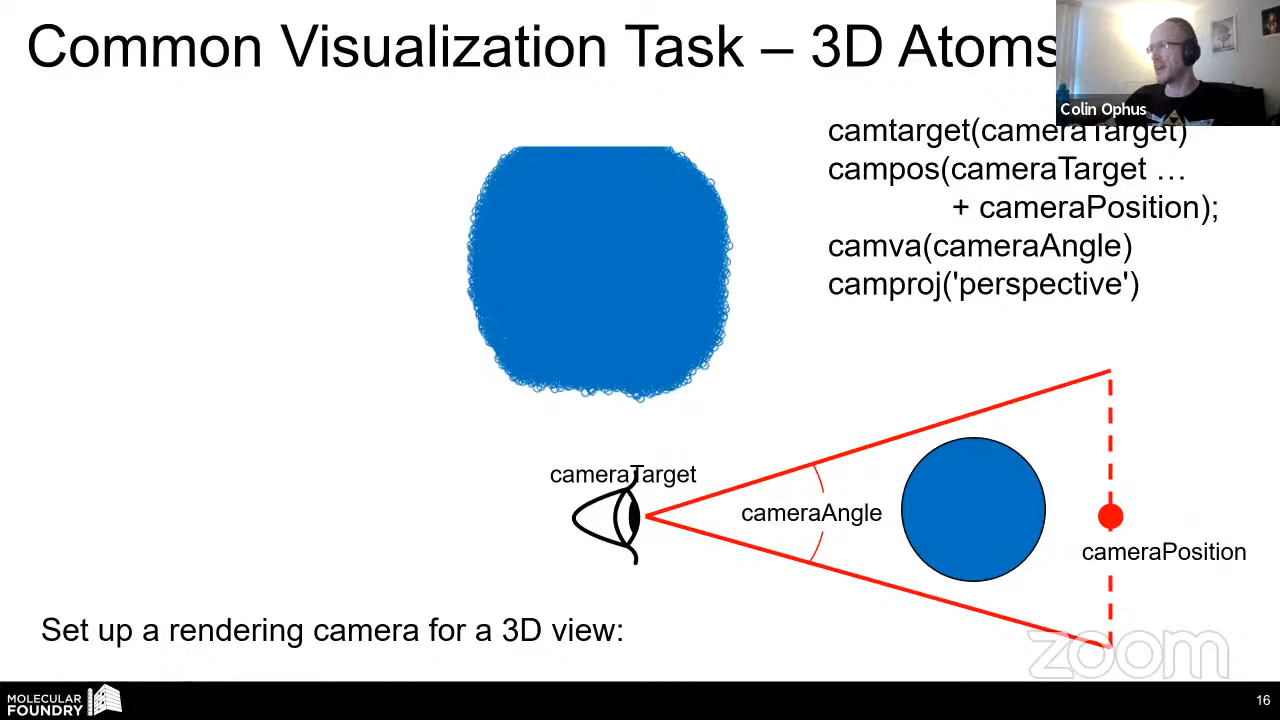 Common Visualization Task – 3D Atoms
Colin Ophus
camtarget(cameraTarget)
campos(cameraTarget …
+ cameraPosition);
camva(cameraAngle)
camproj('perspective')
cameraTarget
cameraAngle
cameraPosition
Set up a rendering camera for a 3D view:
zoom
MOLECULAR
FOUNDRY
16